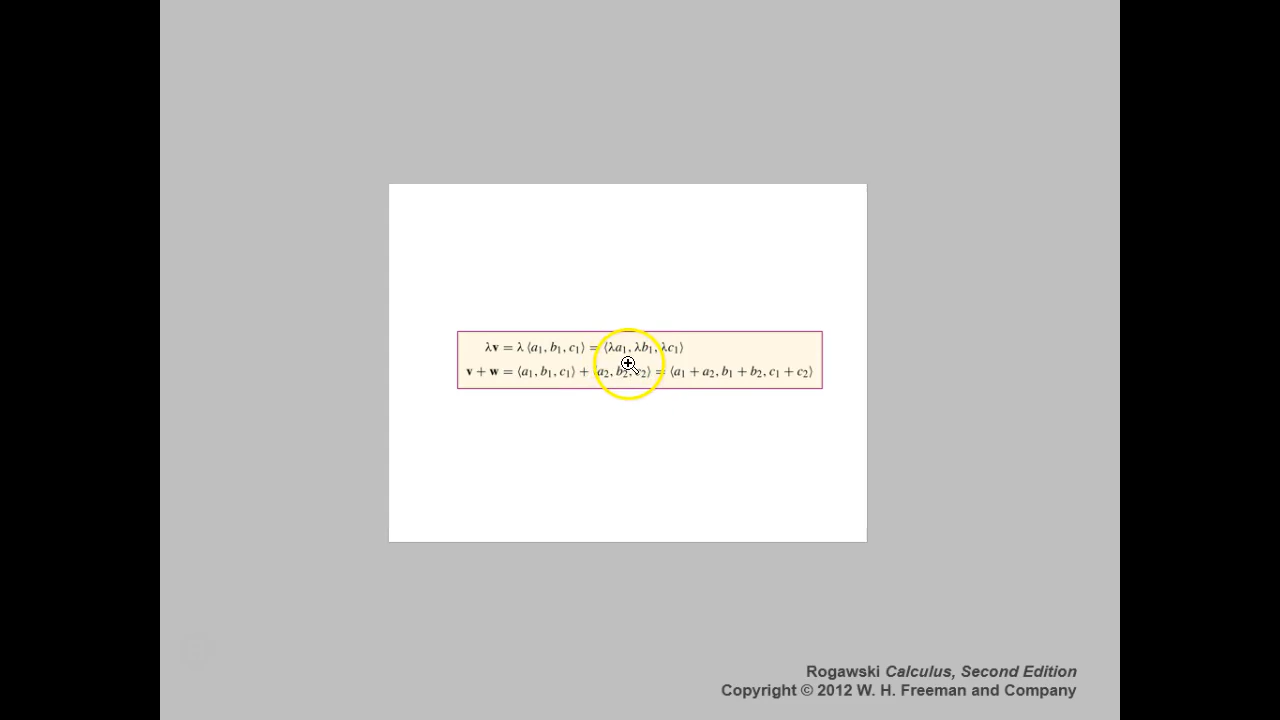 λv = λ ⟨a₁, b₁, c₁⟩ = ⟨λa₁, λb₁, λc₁⟩
v + w = ⟨a₁, b₁, c₁⟩ + ⟨a₂, b₂, c₂⟩ = ⟨a₁ + a₂, b₁ + b₂, c₁ + c₂⟩
Rogawski Calculus, Second Edition
Copyright © 2012 W. H. Freeman and Company